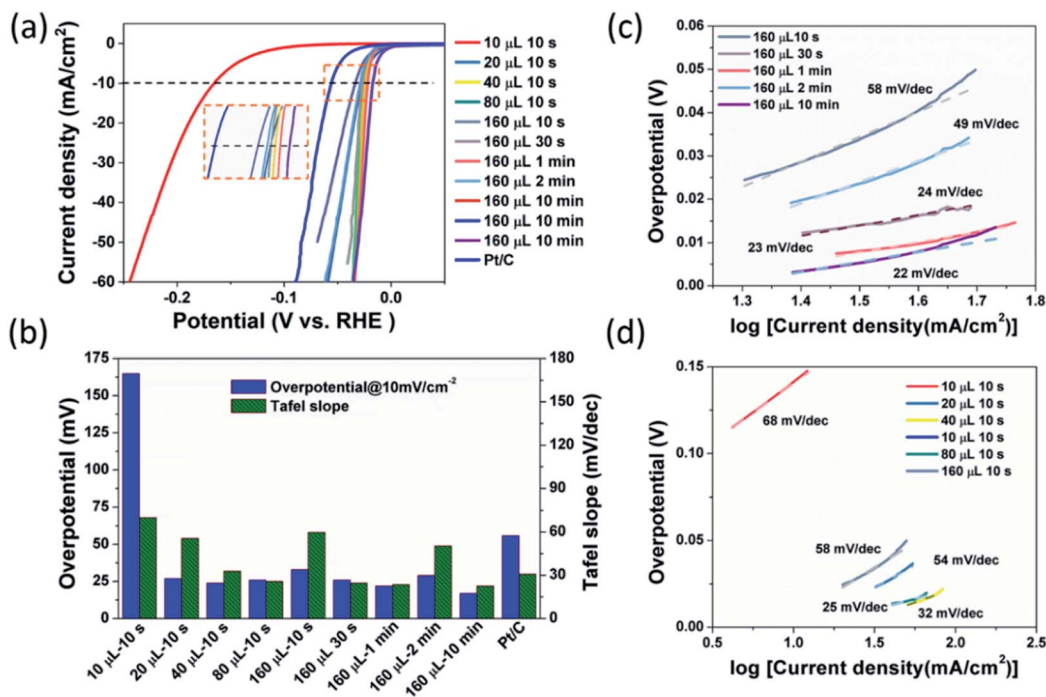 (a)
Current density (mA/cm2)
0
-10
-20
-30
-40
-50
-60
-0.2
-0.1
0.0
Potential (V vs. RHE )
10 μL 10 s
20 μL 10 s
40 μL 10 s
80 μL 10 s
160 μL 10 s
160 μL 30 s
160 μL 1 min
160 μL 2 min
160 μL 10 min
160 μL 10 min
160 μL 10 min
Pt/C
(c)
Overpotential (V)
0.06
0.05
0.04
0.03
0.02
0.01
0.00
1.3
1.4
1.5
1.6
1.7
1.8
log [Current density(mA/cm2)]
160 μL10 s
160 μL 30 s
160 μL 1 min
160 μL 2 min
160 μL 10 min
58 mV/dec
49 mV/dec
24 mV/dec
23 mV/dec
22 mV/dec
(b)
Overpotential (mV)
175
150
125
100
75
50
25
0
Overpotential@10mV/cm-2
Tafel slope
180
150
120
90
60
30
0
Tafel slope (mV/dec)
10 μL-10 s
20 μL-10 s
40 μL-10 s
80 μL-10 s
160 μL-10 s
160 μL 30 s
160 μL-1 min
160 μL-2 min
160 μL-10 min
Pt/C
(d)
Overpotential (V)
0.15
0.10
0.05
0.00
0.5
1.0
1.5
2.0
2.5
log [Current density(mA/cm2)]
10 μL 10 s
20 μL 10 s
40 μL 10 s
10 μL 10 s
80 μL 10 s
160 μL 10 s
68 mV/dec
58 mV/dec
54 mV/dec
25 mV/dec
32 mV/dec